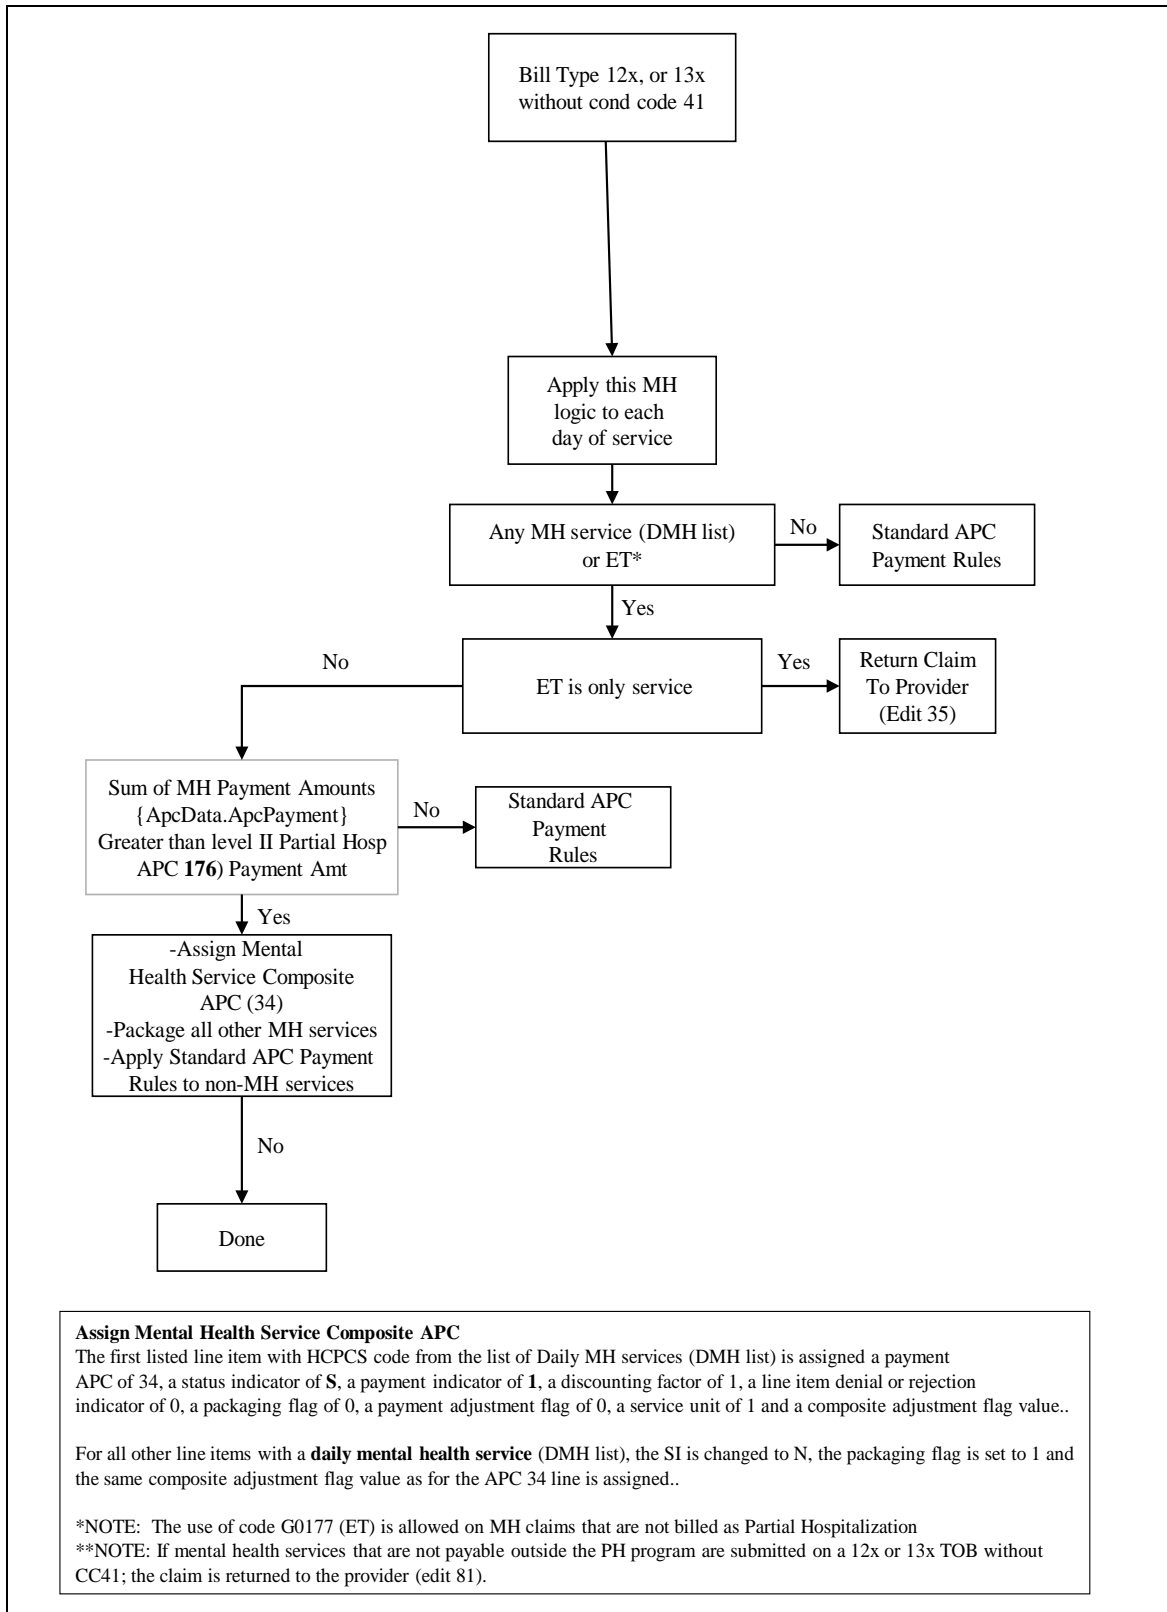 Bill Type 12x, or 13x
without cond code 41
Apply this MH
logic to each
day of service
Any MH service (DMH list)
or ET*
No
Standard APC
Payment Rules
Yes
ET is only service
Yes
Return Claim
To Provider
(Edit 35)
No
Sum of MH Payment Amounts
{ApcData.ApcPayment}
Greater than level II Partial Hosp
APC 176) Payment Amt
No
Standard APC
Payment
Rules
Yes
-Assign Mental
Health Service Composite
APC (34)
-Package all other MH services
-Apply Standard APC Payment
Rules to non-MH services
No
Done
Assign Mental Health Service Composite APC
The first listed line item with HCPCS code from the list of Daily MH services (DMH list) is assigned a payment
APC of 34, a status indicator of S, a payment indicator of 1, a discounting factor of 1, a line item denial or rejection
indicator of 0, a packaging flag of 0, a payment adjustment flag of 0, a service unit of 1 and a composite adjustment flag value..
For all other line items with a daily mental health service (DMH list), the SI is changed to N, the packaging flag is set to 1 and
the same composite adjustment flag value as for the APC 34 line is assigned..
*NOTE: The use of code G0177 (ET) is allowed on MH claims that are not billed as Partial Hospitalization
**NOTE: If mental health services that are not payable outside the PH program are submitted on a 12x or 13x TOB without
CC41; the claim is returned to the provider (edit 81).